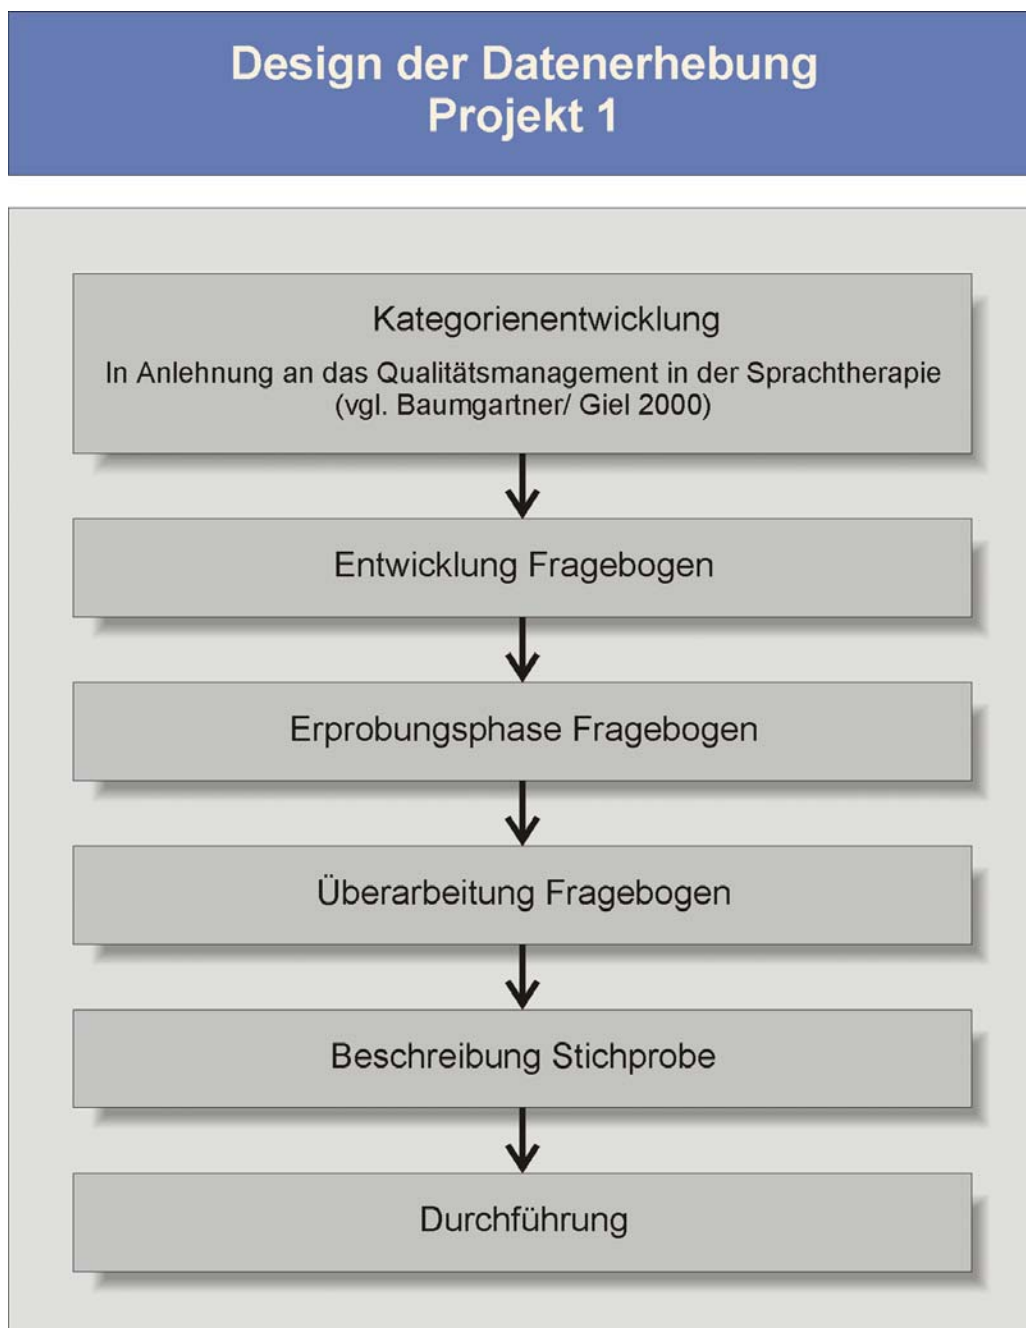 Design der Datenerhebung
Projekt 1
Kategorienentwicklung
In Anlehnung an das Qualitätsmanagement in der Sprachtherapie
(vgl. Baumgartner/ Giel 2000)
Entwicklung Fragebogen
Erprobungsphase Fragebogen
Überarbeitung Fragebogen
Beschreibung Stichprobe
Durchführung